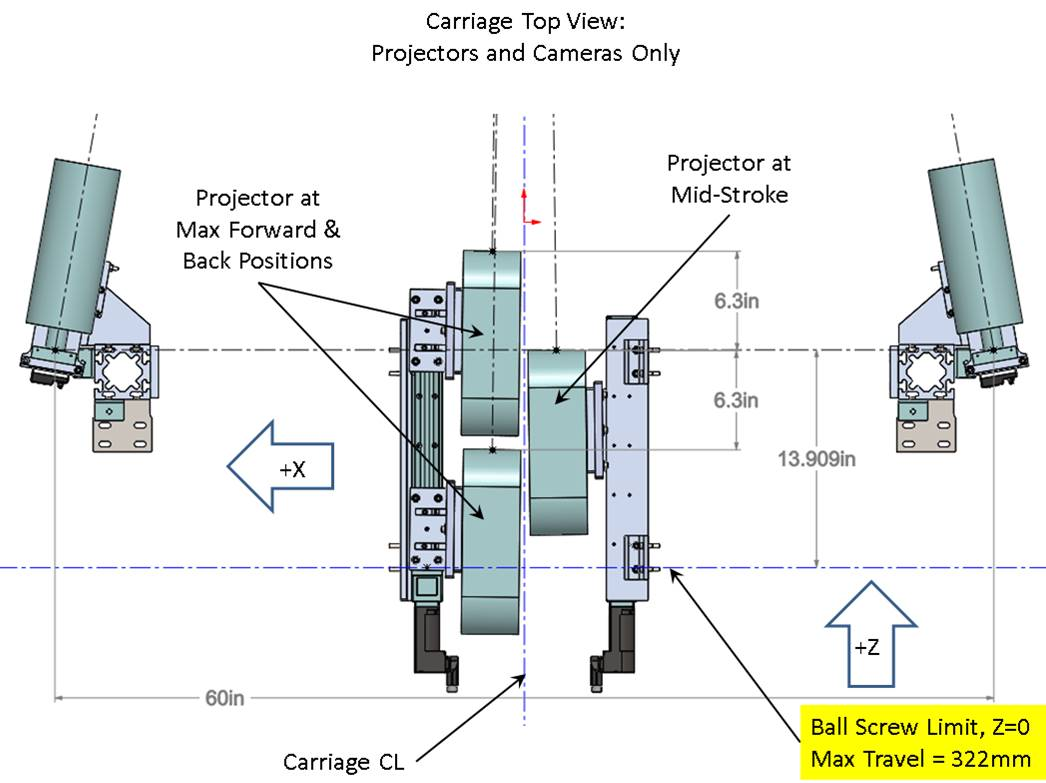 Carriage Top View:
Projectors and Cameras Only
Projector at
Max Forward &
Back Positions
Projector at
Mid-Stroke
6.3in
6.3in
13.909in
+X
+Z
60in
Carriage CL
Ball Screw Limit, Z=0
Max Travel = 322mm